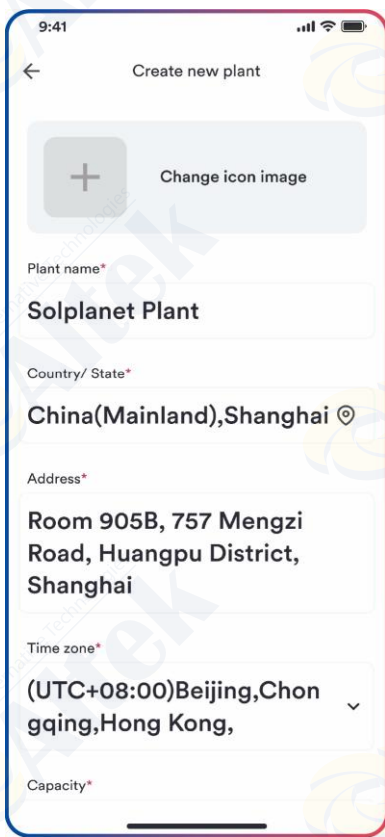 9:41
Create new plant
Change icon image
Plant name*
Solplanet Plant
Country/ State*
China(Mainland),Shanghai
Address*
Room 905B, 757 Mengzi
Road, Huangpu District,
Shanghai
Time zone*
(UTC+08:00)Beijing,Chon
gqing,Hong Kong,
Capacity*
Altek